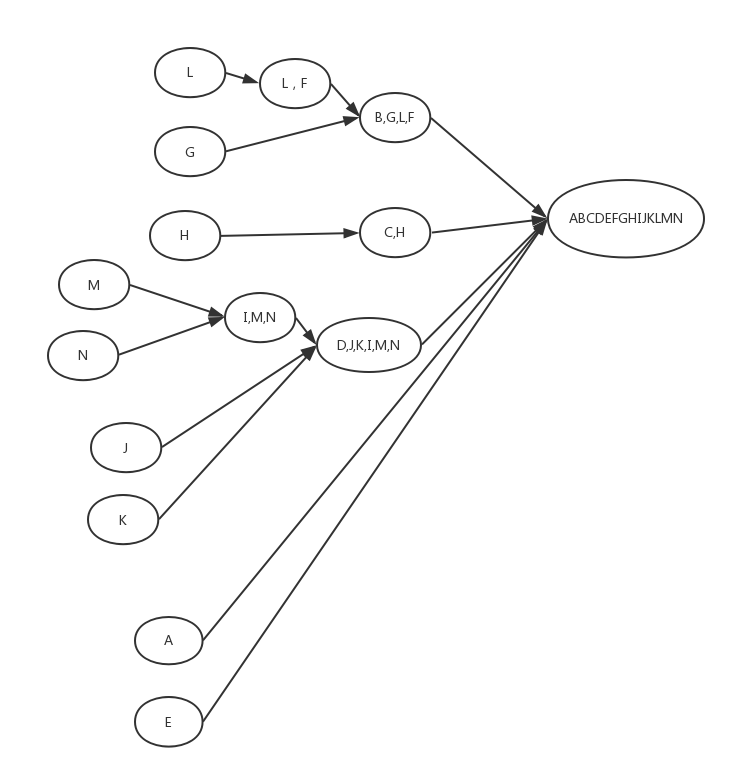 L
L , F
B,G,L,F
G
ABCDEFGHIJKLMN
H
C,H
M
I,M,N
N
D,J,K,I,M,N
J
K
A
E